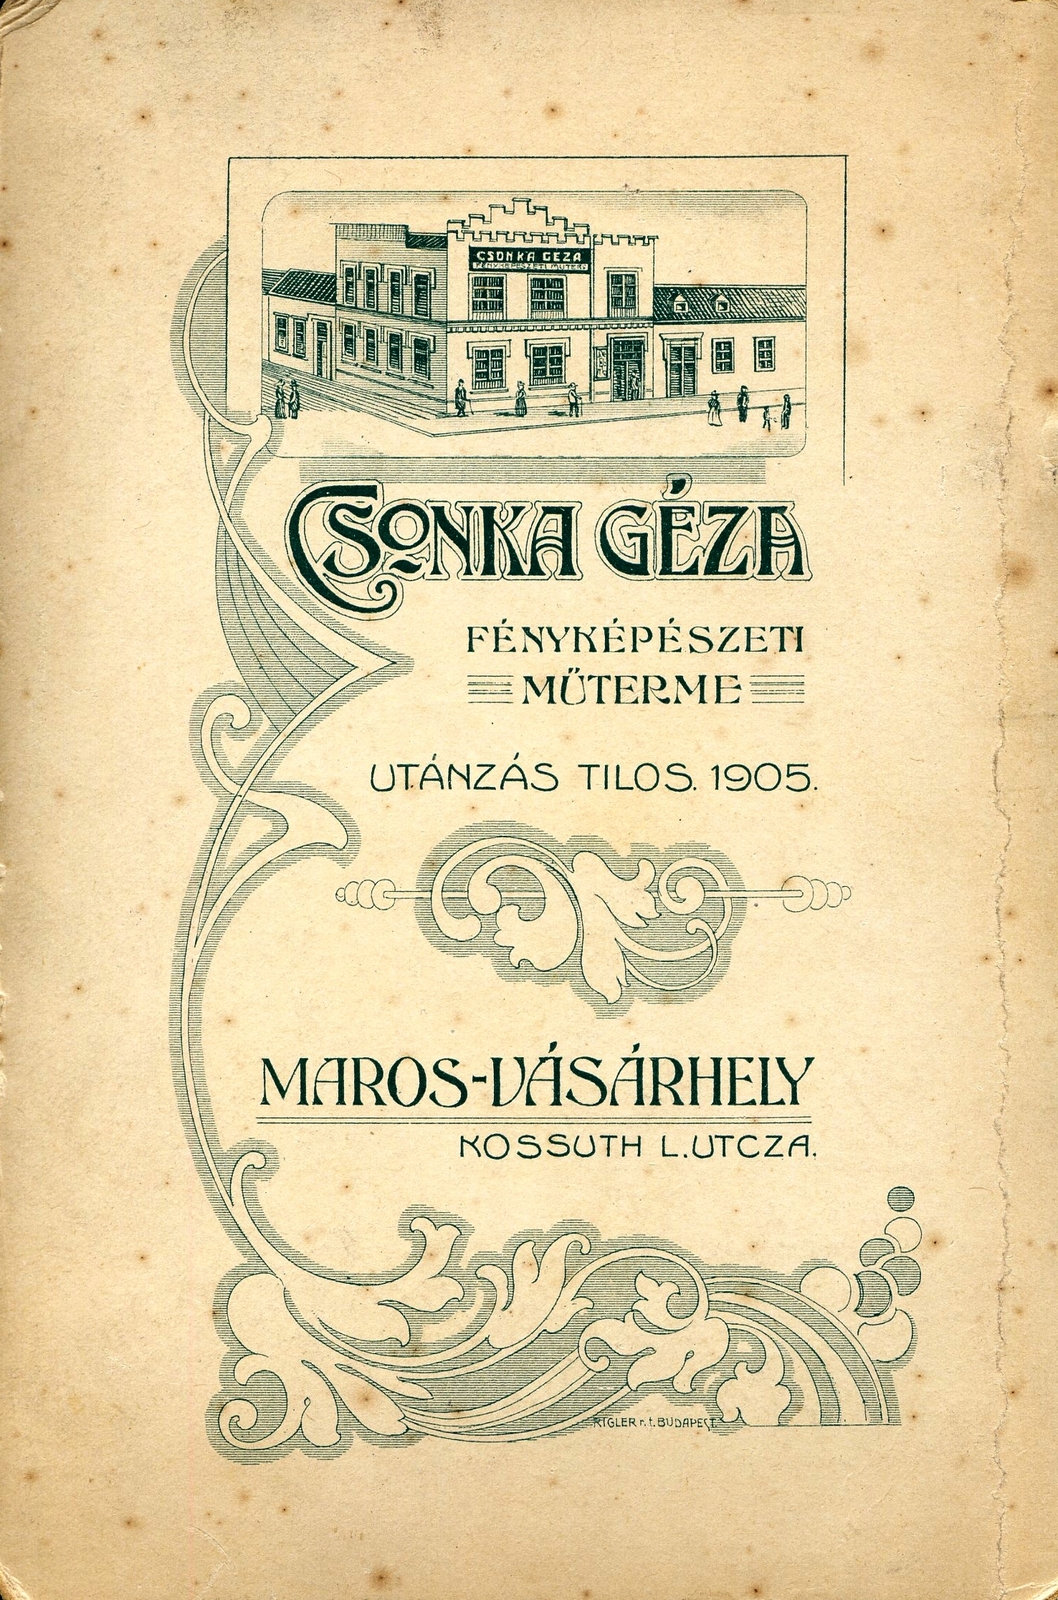 CSONKA GÉZA
FÉNYKÉPÉSZETI MŰTERME
CSONKA GÉZA
FÉNYKÉPÉSZETI
MŰTERME
UTÁNZÁS TILOS. 1905.
MAROS-VÁSÁRHELY
KOSSUTH L.UTCZA.
RIGLER r.t. BUDAPEST.